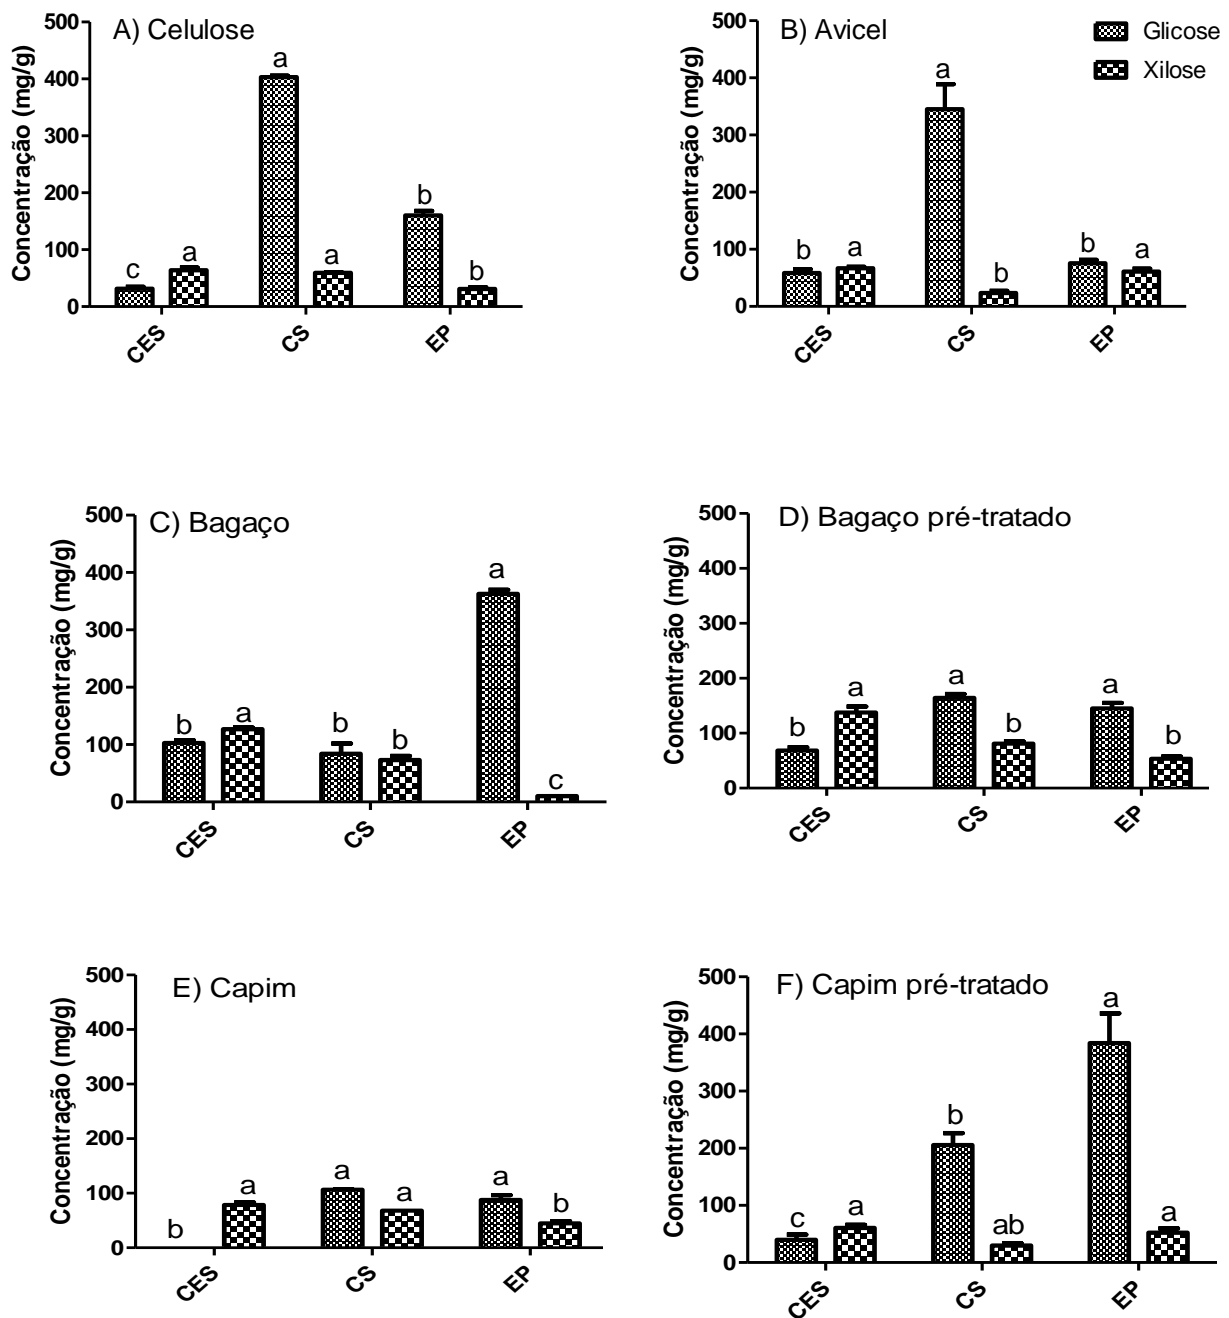 A) Celulose
Concentração (mg/g)
500
400
300
200
100
0
c
a
a
a
b
b
CES
CS
EP
B) Avicel
Glicose
Xilose
Concentração (mg/g)
500
400
300
200
100
0
b
a
a
b
b
a
CES
CS
EP
C) Bagaço
Concentração (mg/g)
500
400
300
200
100
0
b
a
b
b
a
c
CES
CS
EP
D) Bagaço pré-tratado
Concentração (mg/g)
500
400
300
200
100
0
b
a
a
b
a
b
CES
CS
EP
E) Capim
Concentração (mg/g)
500
400
300
200
100
0
b
a
a
a
a
b
CES
CS
EP
F) Capim pré-tratado
Concentração (mg/g)
500
400
300
200
100
0
c
a
b
ab
a
a
CES
CS
EP